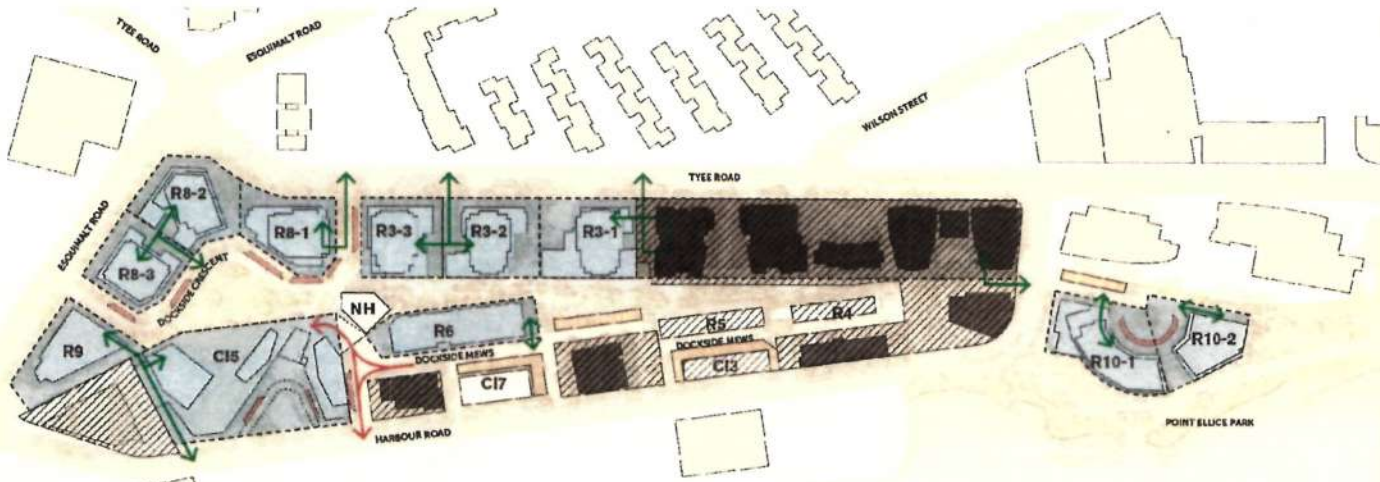 TYEE ROAD
ESQUIMALT ROAD
WILSON STREET
TYEE ROAD
R8-2
R8-1
R3-3
R3-2
R3-1
ESQUIMALT ROAD
R8-3
DOCKSIDE CRESCENT
NH
R9
CI5
R6
DOCKSIDE MEWS
R5
R4
DOCKSIDE MEWS
CI3
CI7
HARBOUR ROAD
R10-1
R10-2
POINT ELLICE PARK